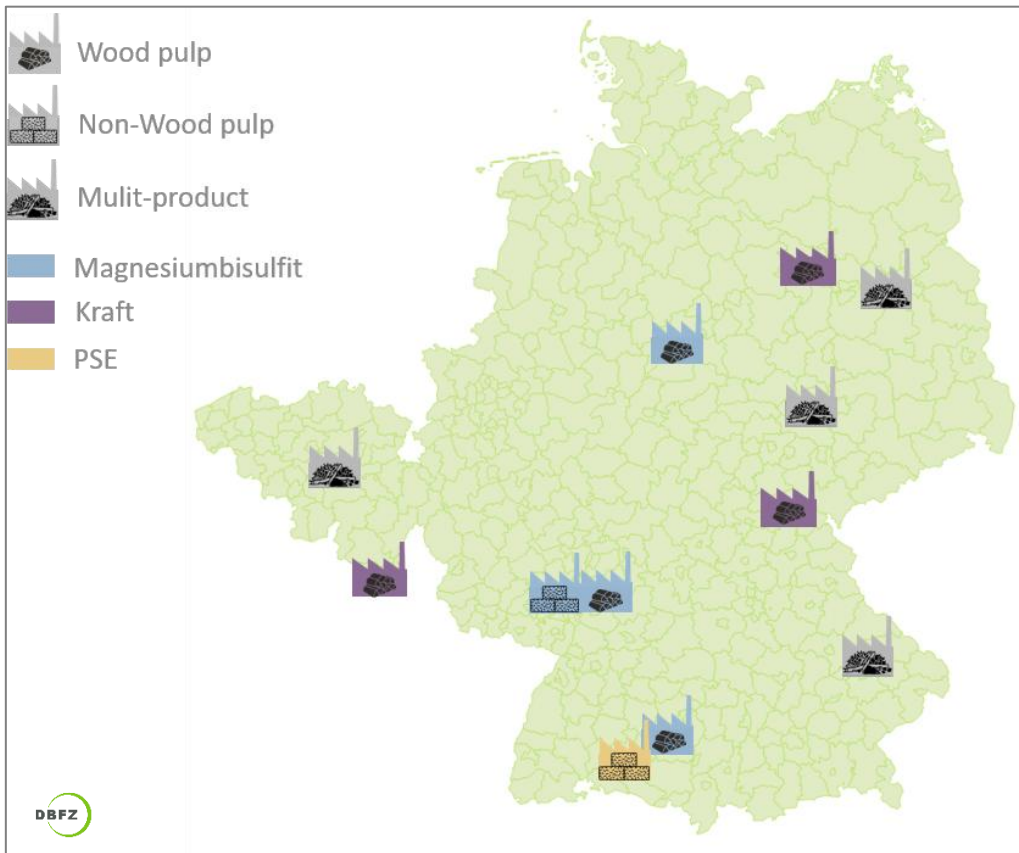 Wood pulp
Non-Wood pulp
Mulit-product
Magnesiumbisulfit
Kraft
PSE
DBFZ